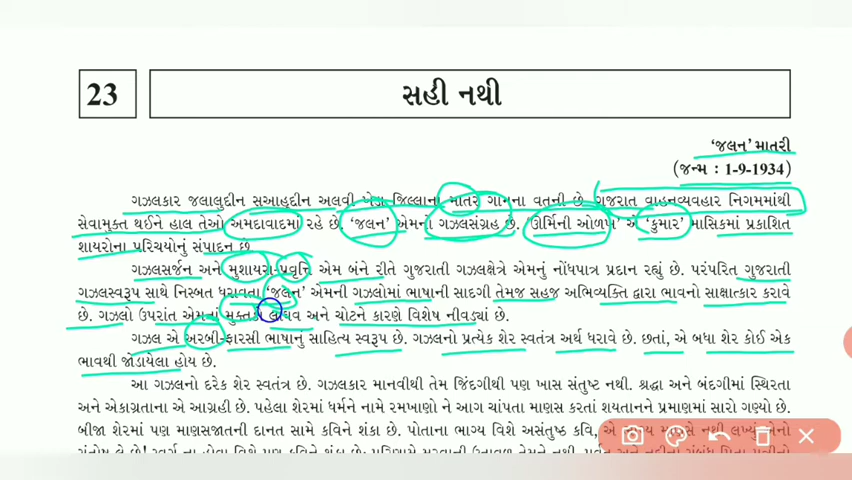 23
સહી નથી
‘જલન’ માતરી
(જન્મ : 1-9-1934)
ગઝલકાર જલાલુદ્દીન સઆહ્દ્દીન અલવી ખેડા જિલ્લાના માતર ગામના વતની છે. ગુજરાત વાહનવ્યવહાર નિગમમાંથી
સેવામુક્ત થઈને હાલ તેઓ અમદાવાદમાં રહે છે. ‘જલન’ એમનો ગઝલસંગ્રહ છે. ‘ઊર્મિની ઓળખ’ એ ‘કુમાર’ માસિકમાં પ્રકાશિત
શાયરોના પરિચયોનું સંપાદન છે
ગઝલસર્જન અને મુશાયરા-પ્રવૃત્તિ એમ બંને રીતે ગુજરાતી ગઝલક્ષેત્રે એમનું નોંધપાત્ર પ્રદાન રહ્યું છે. પરંપરિત ગુજરાતી
ગઝલસ્વરૂપ સાથે નિસ્બત ધરાવતા ‘જલન’ એમની ગઝલોમાં ભાષાની સાદગી તેમજ સહજ અભિવ્યક્તિ દ્વારા ભાવનો સાક્ષાત્કાર કરાવે
છે. ગઝલો ઉપરાંત એમનાં મુક્તકો લાઘવ અને ચોટને કારણે વિશેષ નીવડ્યાં છે.
ગઝલ એ અરબી-ફારસી ભાષાનું સાહિત્ય સ્વરૂપ છે. ગઝલનો પ્રત્યેક શેર સ્વતંત્ર અર્થ ધરાવે છે. છતાં, એ બધા શેર કોઈ એક
ભાવથી જોડાયેલા હોય છે.
આ ગઝલનો દરેક શેર સ્વતંત્ર છે. ગઝલકાર માનવીથી તેમ જિંદગીથી પણ ખાસ સંતુષ્ટ નથી. શ્રદ્ધા અને બંદગીમાં સ્થિરતા
અને એકાગ્રતાના એ આગ્રહી છે. પહેલા શેરમાં ધર્મને નામે રમખાણો ને આગ ચાંપતા માણસ કરતાં શયતાનને પ્રમાણમાં સારો ગણ્યો છે.
બીજા શેરમાં પણ માણસજાતની દાનત સામે કવિને શંકા છે. પોતાના ભાગ્ય વિશે અસંતુષ્ટ કવિ, એ